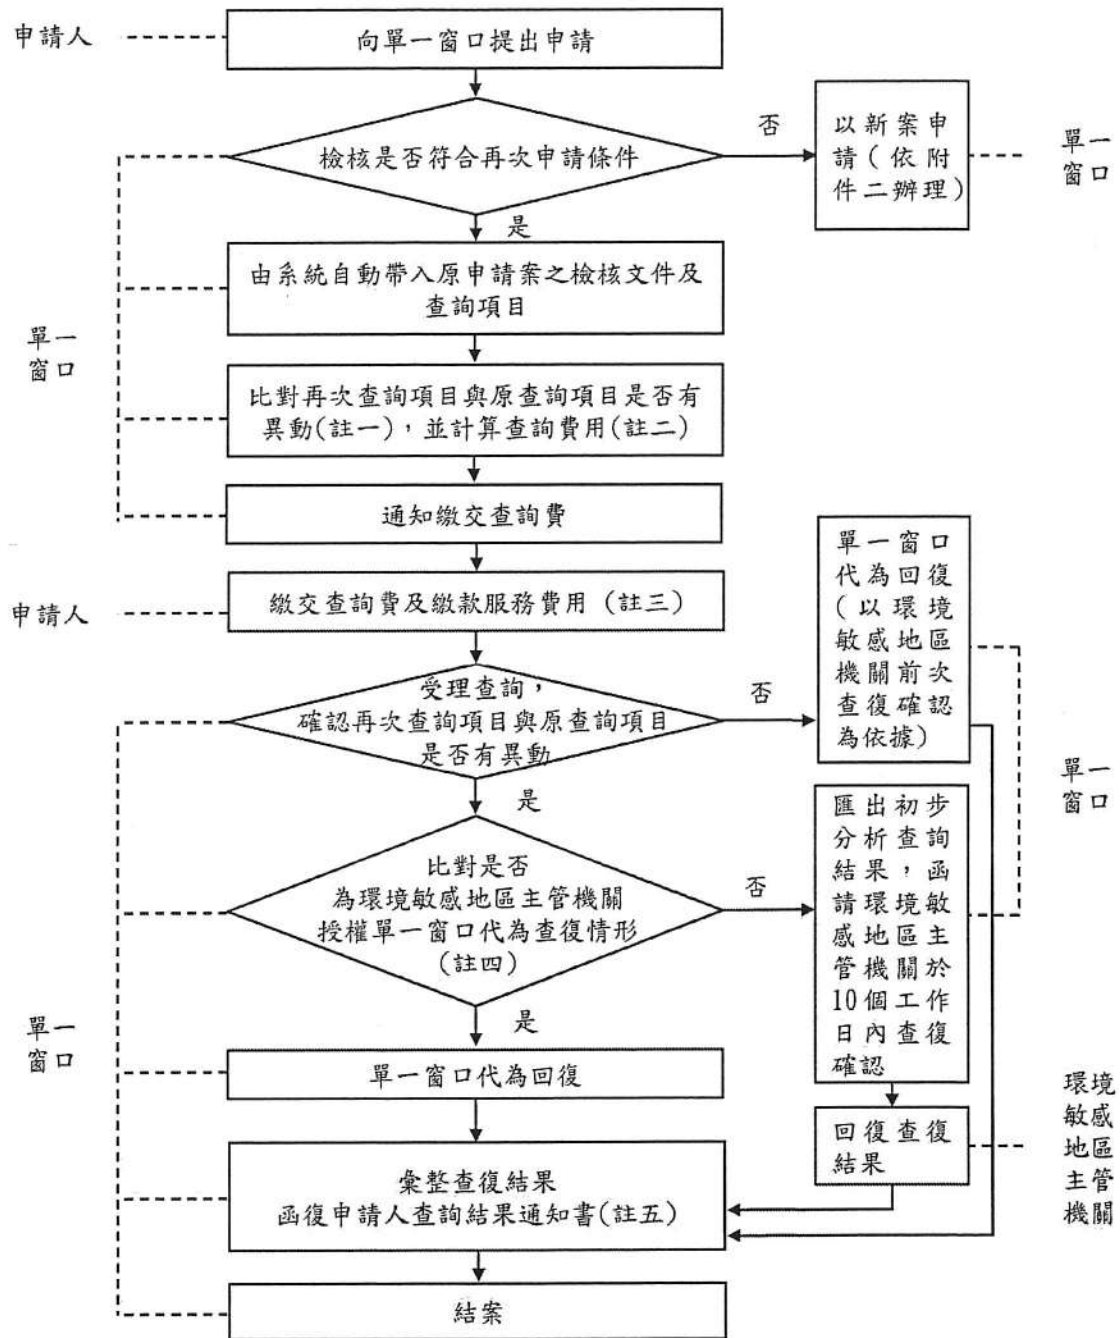 申請人
向單一窗口提出申請
檢核是否符合再次申請條件
否
以新案申
請(依附
件二辦理)
單一
窗口
是
由系統自動帶入原申請案之檢核文件及
查詢項目
單一
窗口
比對再次查詢項目與原查詢項目是否有
異動(註一)，並計算查詢費用(註二)
通知繳交查詢費
申請人
繳交查詢費及繳款服務費用 (註三)
受理查詢，
確認再次查詢項目與原查詢項目
是否有異動
否
單一窗口
代為回復
(以環境
敏感地區
機關前次
查復確認
為依據)
單一
窗口
是
比對是否
為環境敏感地區主管機關
授權單一窗口代為查復情形
(註四)
否
匯出初步
分析查詢
結果，函
請環境敏
感地區主
管機關於
10個工作
日內查復
確認
是
單一
窗口
單一窗口代為回復
回復查復
結果
環境
敏感
地區
主管
機關
彙整查復結果
函復申請人查詢結果通知書(註五)
結案